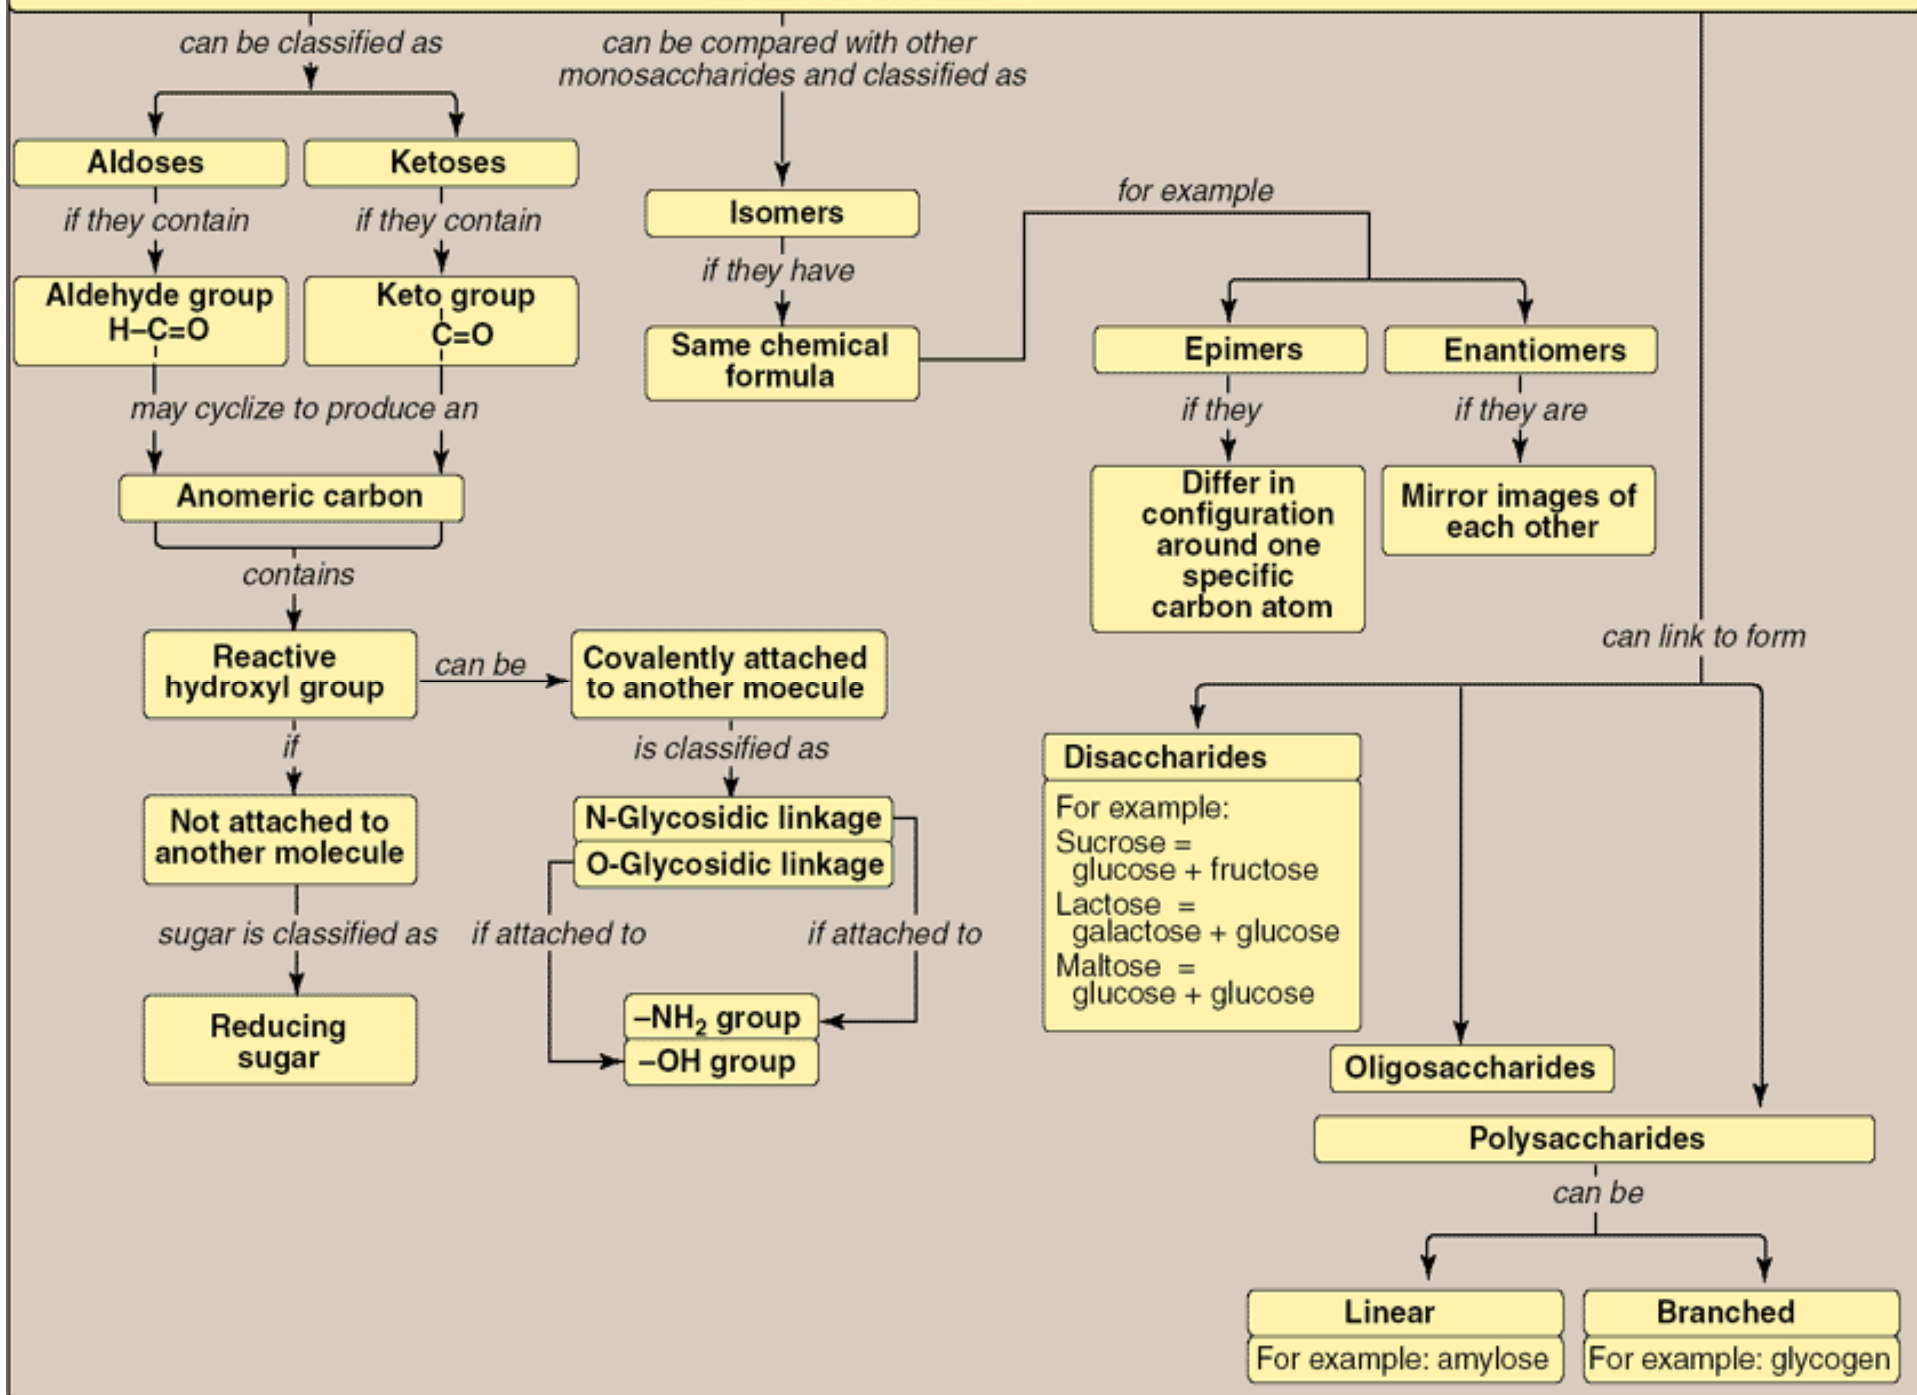 can be classified as
Aldoses
Ketoses
if they contain
if they contain
Aldehyde group
H–C=O
Keto group
C=O
may cyclize to produce an
Anomeric carbon
contains
Reactive
hydroxyl group
can be
Covalently attached
to another moecule
if
Not attached to
another molecule
sugar is classified as
Reducing
sugar
is classified as
N-Glycosidic linkage
O-Glycosidic linkage
if attached to
if attached to
–NH₂ group
–OH group
can be compared with other
monosaccharides and classified as
Isomers
if they have
Same chemical
formula
for example
Epimers
Enantiomers
if they
if they are
Differ in
configuration
around one
specific
carbon atom
Mirror images of
each other
can link to form
Disaccharides
For example:
Sucrose =
glucose + fructose
Lactose =
galactose + glucose
Maltose =
glucose + glucose
Oligosaccharides
Polysaccharides
can be
Linear
For example: amylose
Branched
For example: glycogen